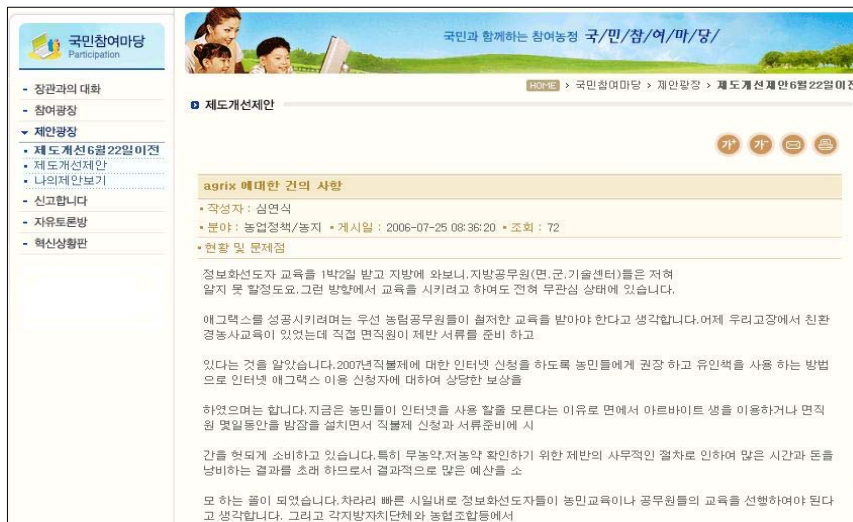 국민참여마당
Participation
국민과 함께하는 참여농정 국/민/참/여/마/당/
HOME > 국민참여마당 > 제안광장 > 제도개선제안6월22일이전
- 장관과의 대화
- 참여광장
제안광장
• 제도개선6월22일이전
• 제도개선제안
• 나의제안보기
- 신고합니다
- 자유토론방
- 혁신상황판
제도개선제안
가+ 가-
agrix 에대한 건의 사항
• 작성자 : 심연식
• 분야 : 농업정책/농지 • 게시일 : 2006-07-25 08:36:20 • 조회 : 72
• 현황 및 문제점
정보화선도자 교육을 1박2일 받고 지방에 와보니.지방공무원(면.군.기술센터)들은 저혀
알지 못 할정도요.그런 방향에서 교육을 시키려고 하여도 전혀 무관심 상태에 있습니다.
애그랙스를 성공시키려며는 우선 농림공무원들이 철저한 교육을 받아야 한다고 생각합니다.어제 우리고장에서 친환
경농사교육이 있었는데 직접 면직원이 제반 서류를 준비 하고
있다는 것을 알았습니다.2007년직불제에 대한 인터넷 신청을 하도록 농민들에게 권장 하고 유인책을 사용 하는 방법
으로 인터넷 애그랙스 이용 신청자에 대하여 상당한 보상을
하였으며는 합니다.지금은 농민들이 인터넷을 사용 할줄 모른다는 이유로 면에서 아르바이트 생을 이용하거나 면직
원 몇일동안을 밤잠을 설치면서 직불제 신청과 서류준비에 시
간을 헛되게 소비하고 있습니다.특히 무농약.저농약 확인하기 위한 제반의 사무적인 절차로 인하여 많은 시간과 돈을
낭비하는 결과를 초래 하므로서 결과적으로 많은 예산을 소
모 하는 꼴이 되었습니다.차라리 빠른 시일내로 정보화선도자들이 농민교육이나 공무원들의 교육을 선행하여야 된다
고 생각합니다. 그리고 각지방자치단체와 농협조합등에서